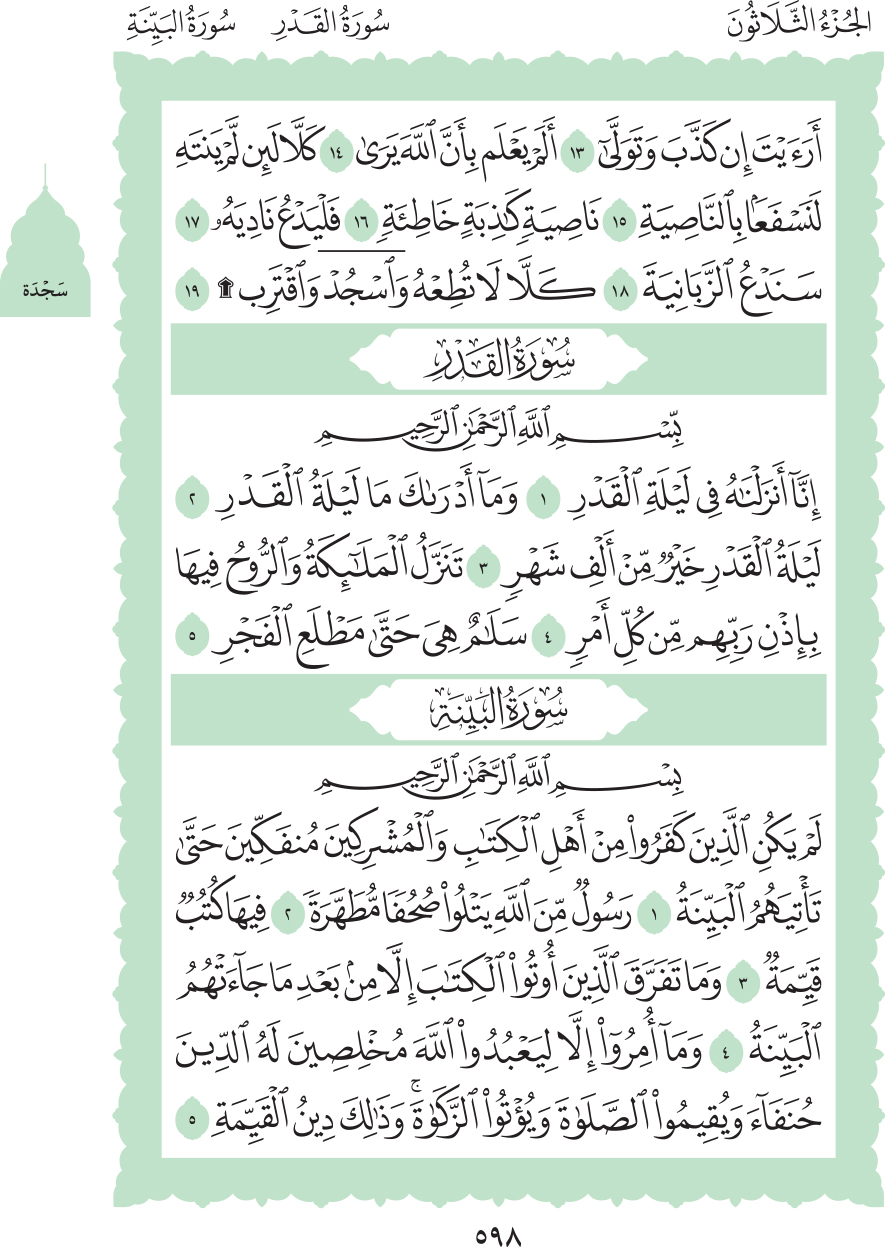 الجُزْءُ الثَّلَاثُونَ سُورَةُ القَدْرِ سُورَةُ البَيِّنَةِ
أَرَءَيْتَ إِن كَذَّبَ وَتَوَلَّىٰٓ ١٣ أَلَمْ يَعْلَم بِأَنَّ ٱللَّهَ يَرَىٰ ١٤ كَلَّا لَئِن لَّمْ يَنتَهِ
لَنَسْفَعًۢا بِٱلنَّاصِيَةِ ١٥ نَاصِيَةٍ كَٰذِبَةٍ خَاطِئَةٍ ١٦ فَلْيَدْعُ نَادِيَهُۥ ١٧
سَنَدْعُ ٱلزَّبَانِيَةَ ١٨ كَلَّا لَا تُطِعْهُ وَٱسْجُدْ وَٱقْتَرِب ۩ ١٩
سَجْدَة
سُورَةُ القَدْرِ
بِّسْمِ ٱللَّهِ ٱلرَّحْمَٰنِ ٱلرَّحِيمِ
إِنَّآ أَنزَلْنَٰهُ فِى لَيْلَةِ ٱلْقَدْرِ ١ وَمَآ أَدْرَىٰكَ مَا لَيْلَةُ ٱلْقَدْرِ ٢
لَيْلَةُ ٱلْقَدْرِ خَيْرٌ مِّنْ أَلْفِ شَهْرٍ ٣ تَنَزَّلُ ٱلْمَلَٰٓئِكَةُ وَٱلرُّوحُ فِيهَا
بِإِذْنِ رَبِّهِم مِّن كُلِّ أَمْرٍ ٤ سَلَٰمٌ هِىَ حَتَّىٰ مَطْلَعِ ٱلْفَجْرِ ٥
سُورَةُ البَيِّنَةِ
بِسْمِ ٱللَّهِ ٱلرَّحْمَٰنِ ٱلرَّحِيمِ
لَمْ يَكُنِ ٱلَّذِينَ كَفَرُوا۟ مِنْ أَهْلِ ٱلْكِتَٰبِ وَٱلْمُشْرِكِينَ مُنفَكِّينَ حَتَّىٰ
تَأْتِيَهُمُ ٱلْبَيِّنَةُ ١ رَسُولٌ مِّنَ ٱللَّهِ يَتْلُوا۟ صُحُفًا مُّطَهَّرَةً ٢ فِيهَا كُتُبٌ
قَيِّمَةٌ ٣ وَمَا تَفَرَّقَ ٱلَّذِينَ أُوتُوا۟ ٱلْكِتَٰبَ إِلَّا مِنۢ بَعْدِ مَا جَآءَتْهُمُ
ٱلْبَيِّنَةُ ٤ وَمَآ أُمِرُوٓا۟ إِلَّا لِيَعْبُدُوا۟ ٱللَّهَ مُخْلِصِينَ لَهُ ٱلدِّينَ
حُنَفَآءَ وَيُقِيمُوا۟ ٱلصَّلَوٰةَ وَيُؤْتُوا۟ ٱلزَّكَوٰةَ ۚ وَذَٰلِكَ دِينُ ٱلْقَيِّمَةِ ٥
٥٩٨